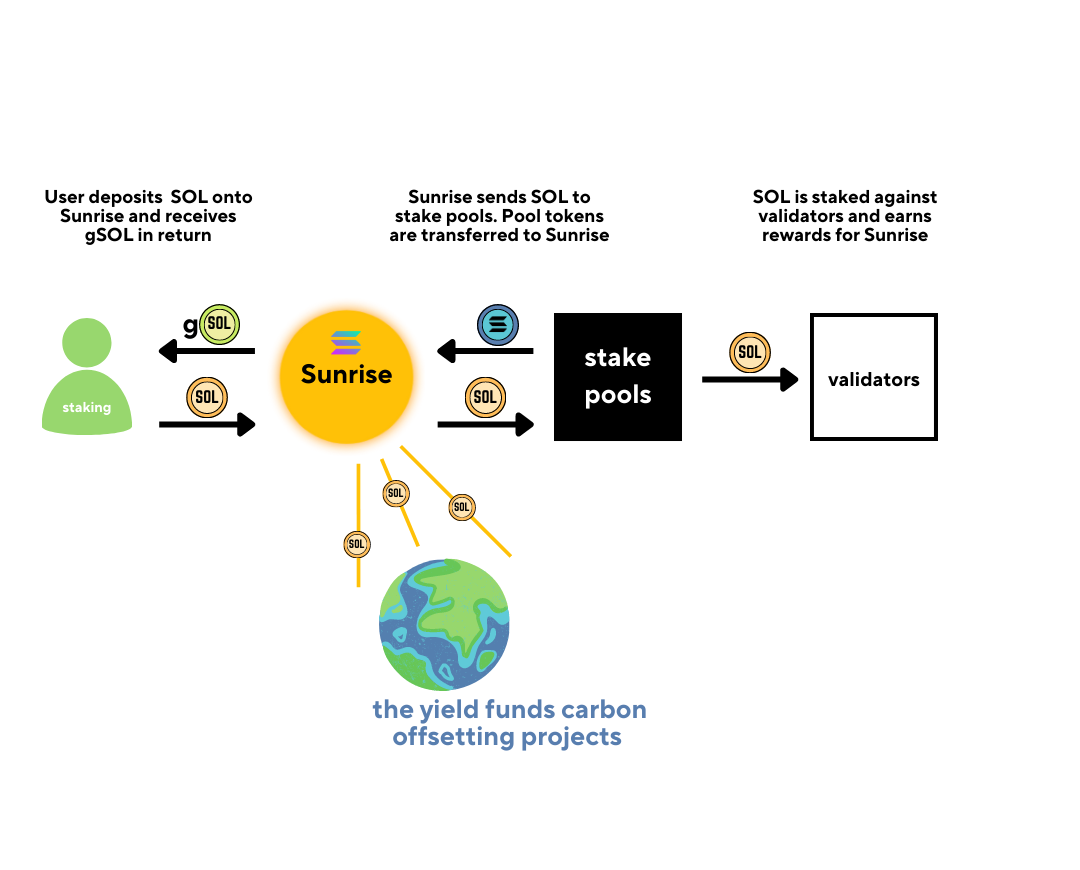 User deposits SOL onto
Sunrise and receives
gSOL in return
Sunrise sends SOL to
stake pools. Pool tokens
are transferred to Sunrise
SOL is staked against
validators and earns
rewards for Sunrise
g SOL
SOL
staking
Sunrise
SOL
stake
pools
SOL
validators
SOL
SOL
SOL
the yield funds carbon
offsetting projects